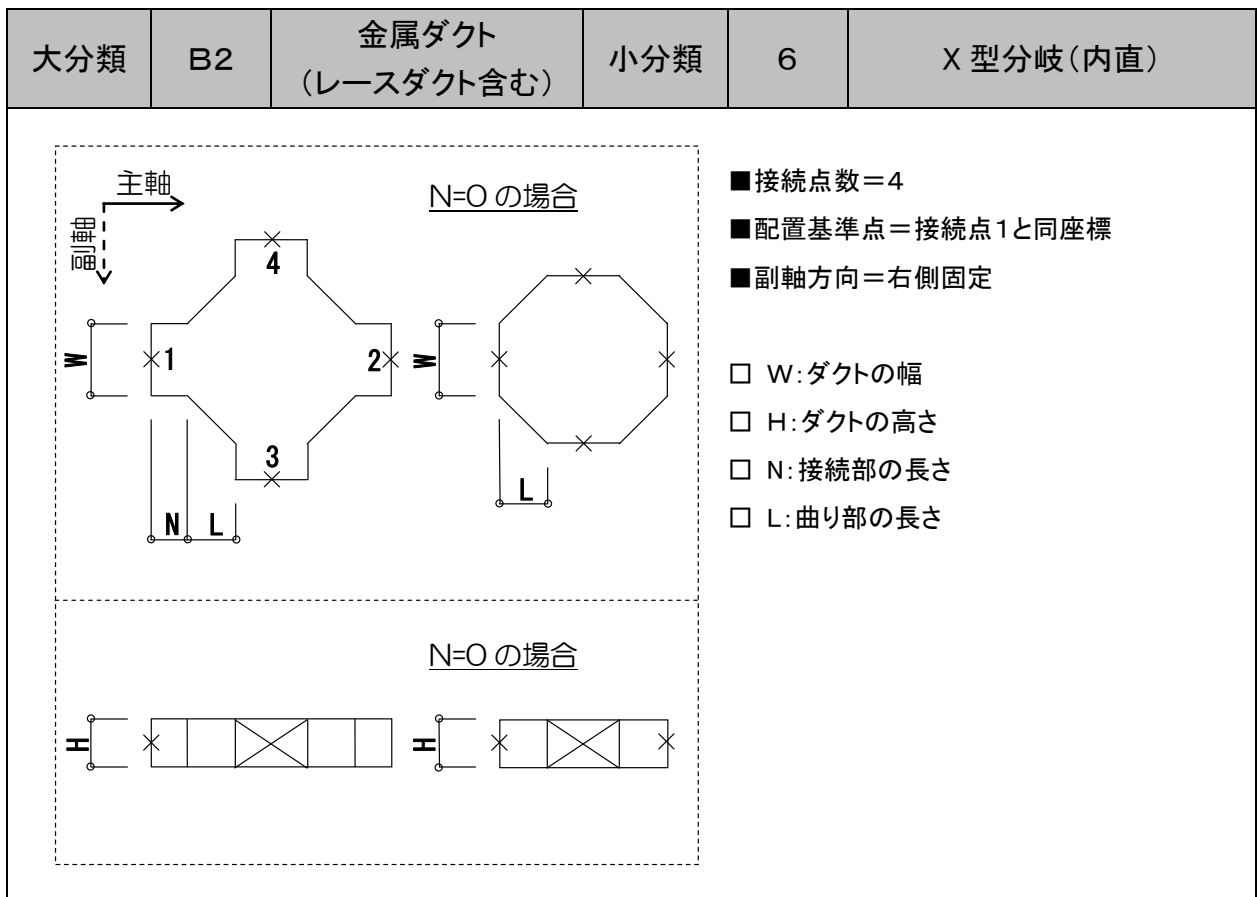 大分類 B2 金属ダクト 小分類 6 X型分岐(内直)
(レースダクト含む)
主軸
副軸
N=0の場合
4
W
1
2
W
3
N L
L
■接続点数=4
■配置基準点=接続点1と同座標
■副軸方向=右側固定
□ W:ダクトの幅
□ H:ダクトの高さ
□ N:接続部の長さ
□ L:曲り部の長さ
N=0の場合
H
H